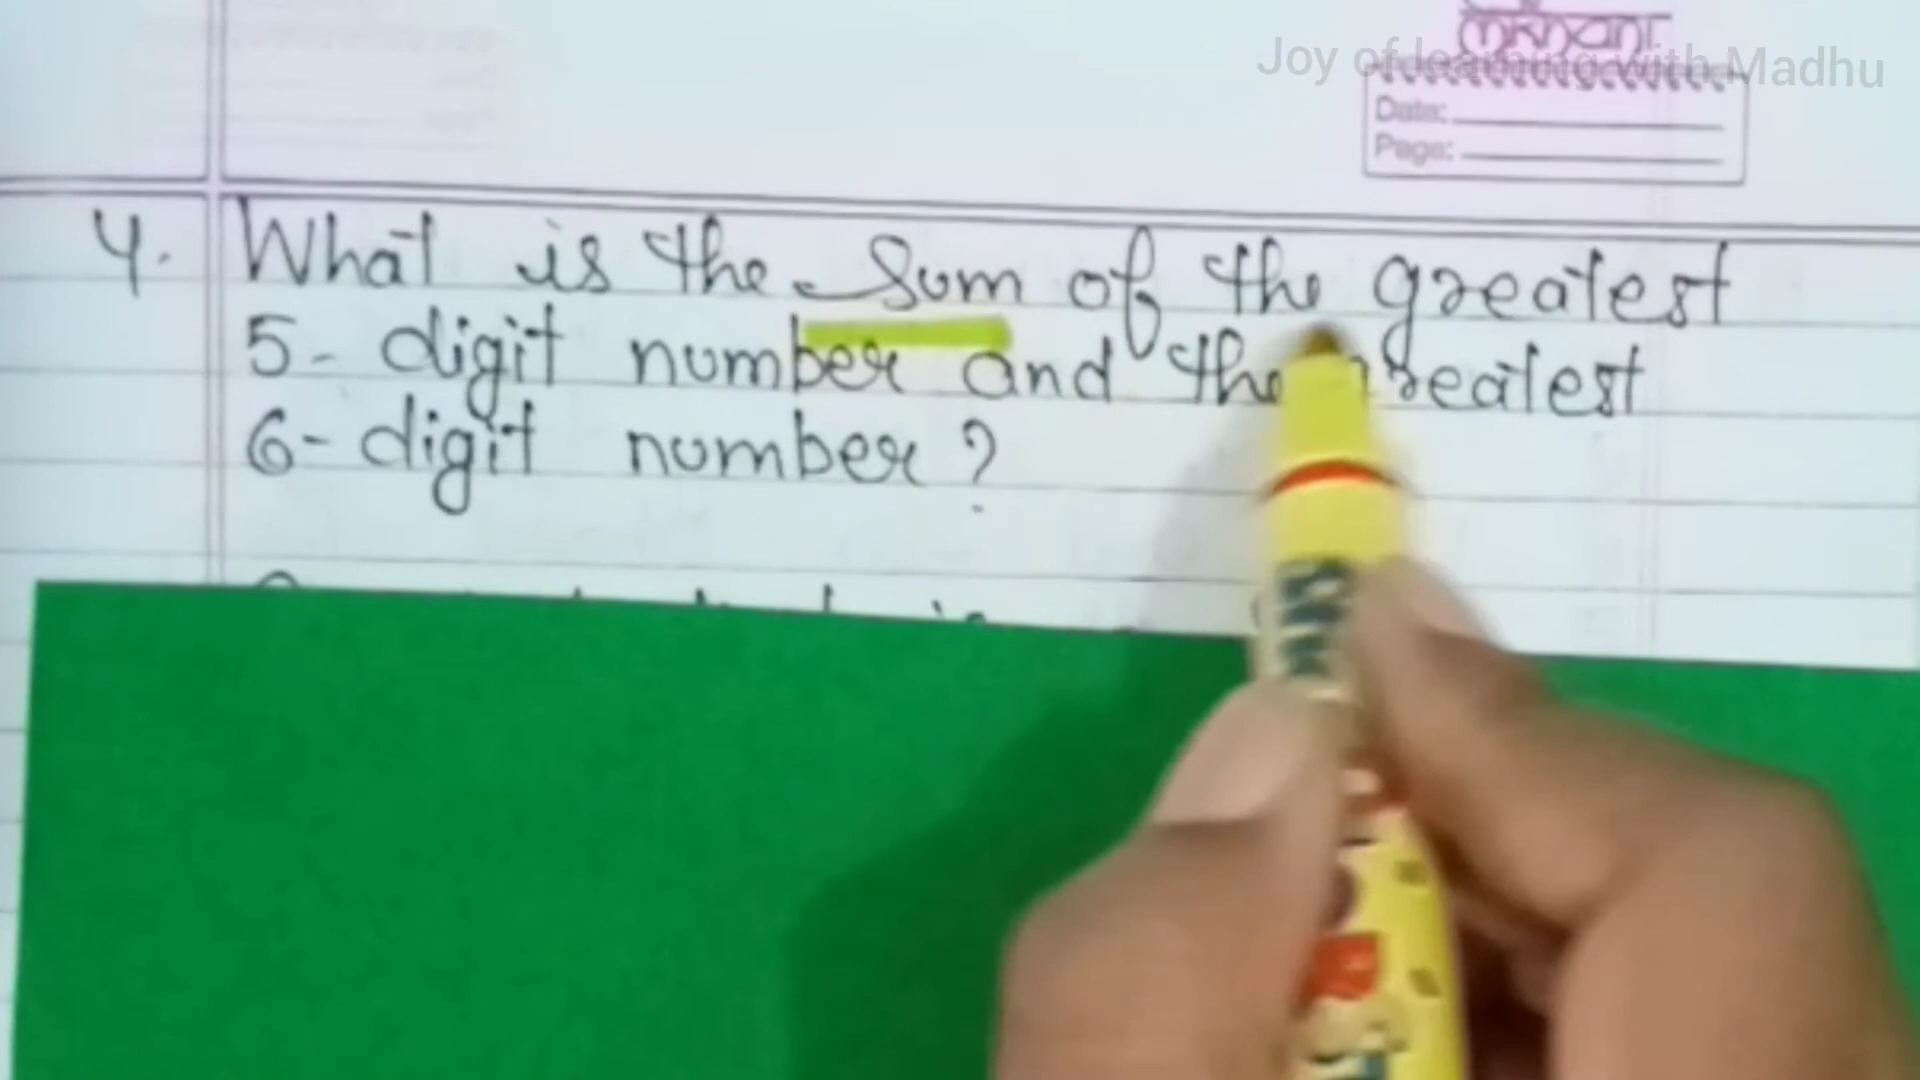 Joy of learning with Madhu
Date:
Page:
4. What is the sum of the greatest
5- digit number and the greatest
6- digit number?